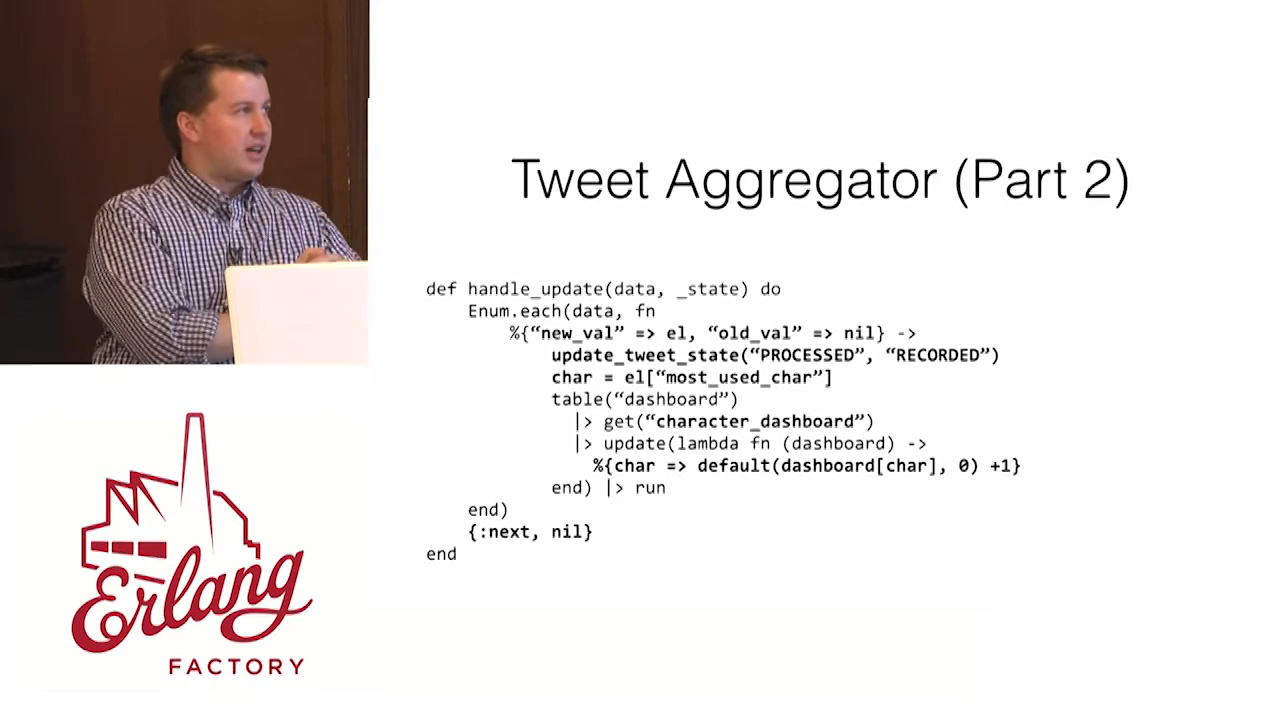 Tweet Aggregator (Part 2)
def handle_update(data, _state) do
Enum.each(data, fn
%{“new_val” => el, “old_val” => nil} ->
update_tweet_state(“PROCESSED”, “RECORDED”)
char = el[“most_used_char”]
table(“dashboard”)
|> get(“character_dashboard”)
|> update(lambda fn (dashboard) ->
%{char => default(dashboard[char], 0) +1}
end) |> run
end)
{:next, nil}
end
Erlang
FACTORY